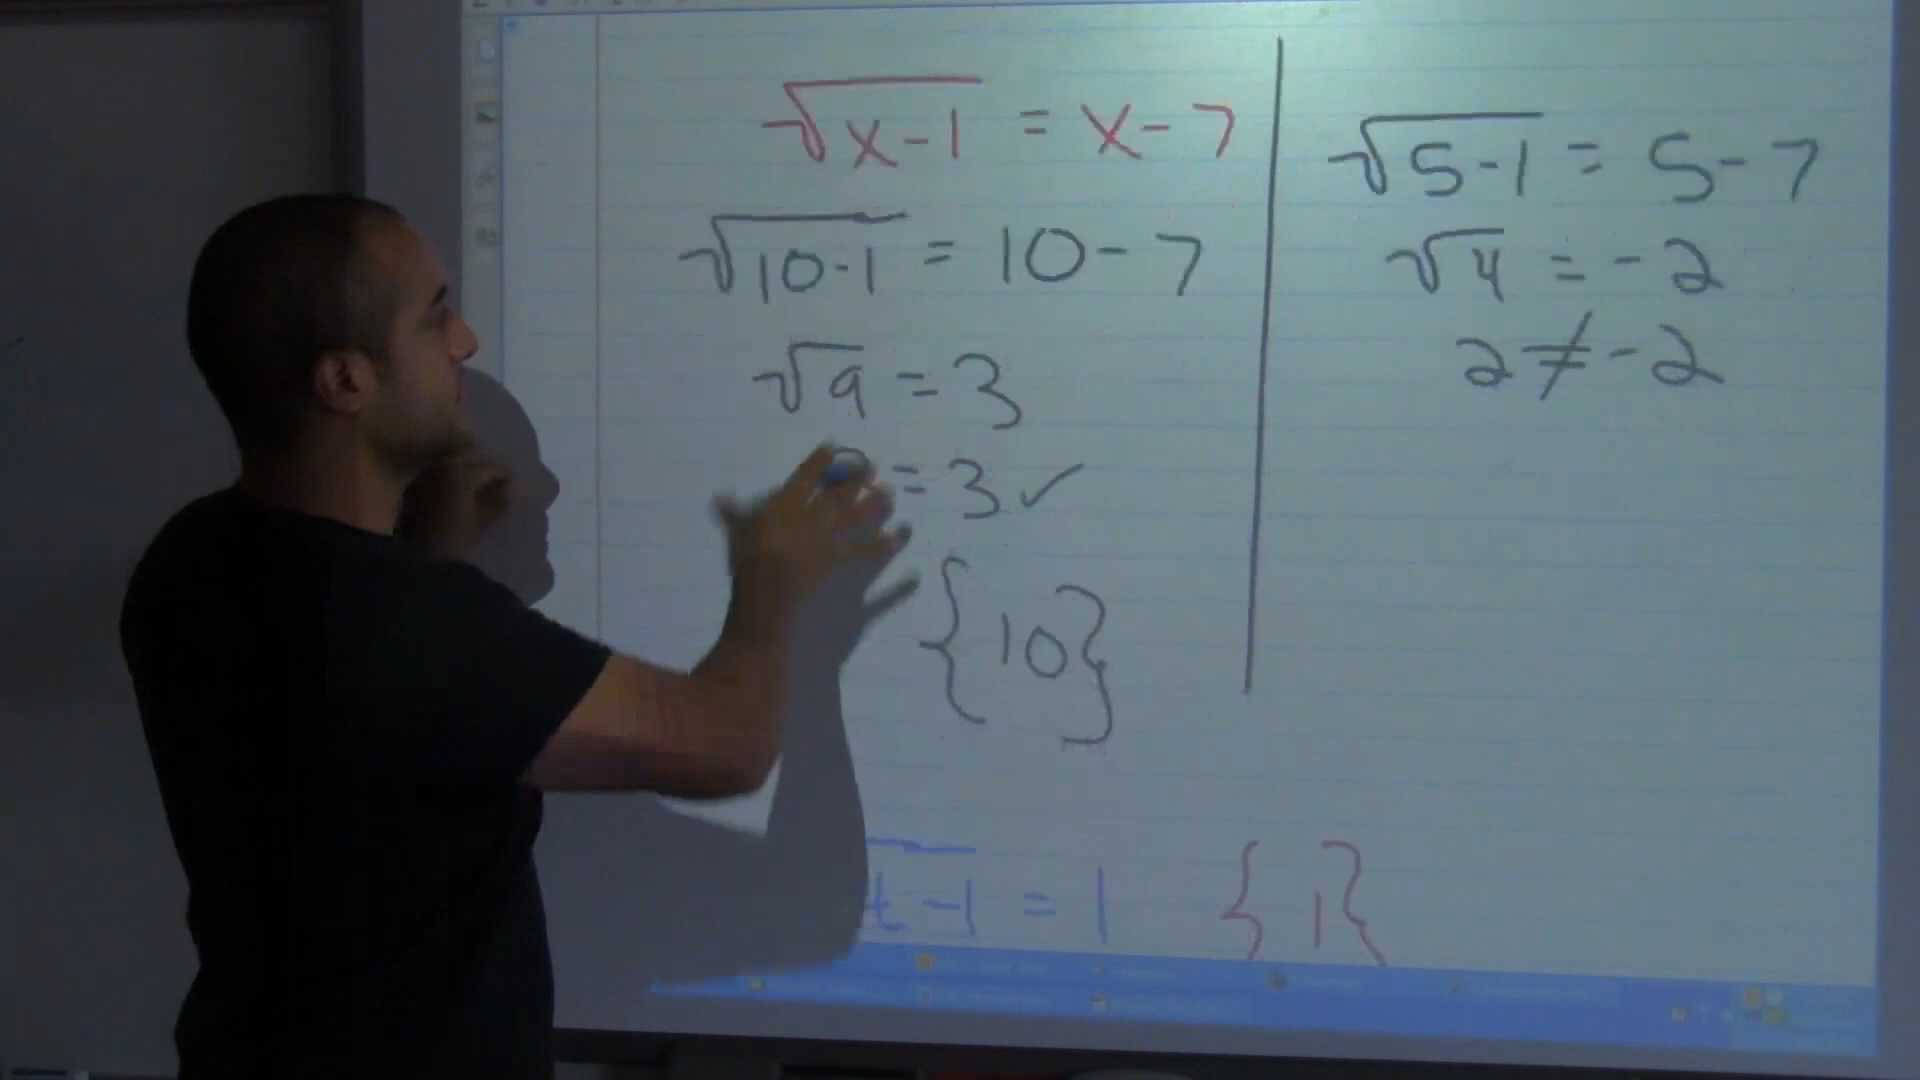 √x-1 = x-7
√10-1 = 10-7
√9 = 3
= 3 ✓
{10}
√5-1 = 5-7
√4 = -2
2 ≠ -2
t-1 = 1 {1}